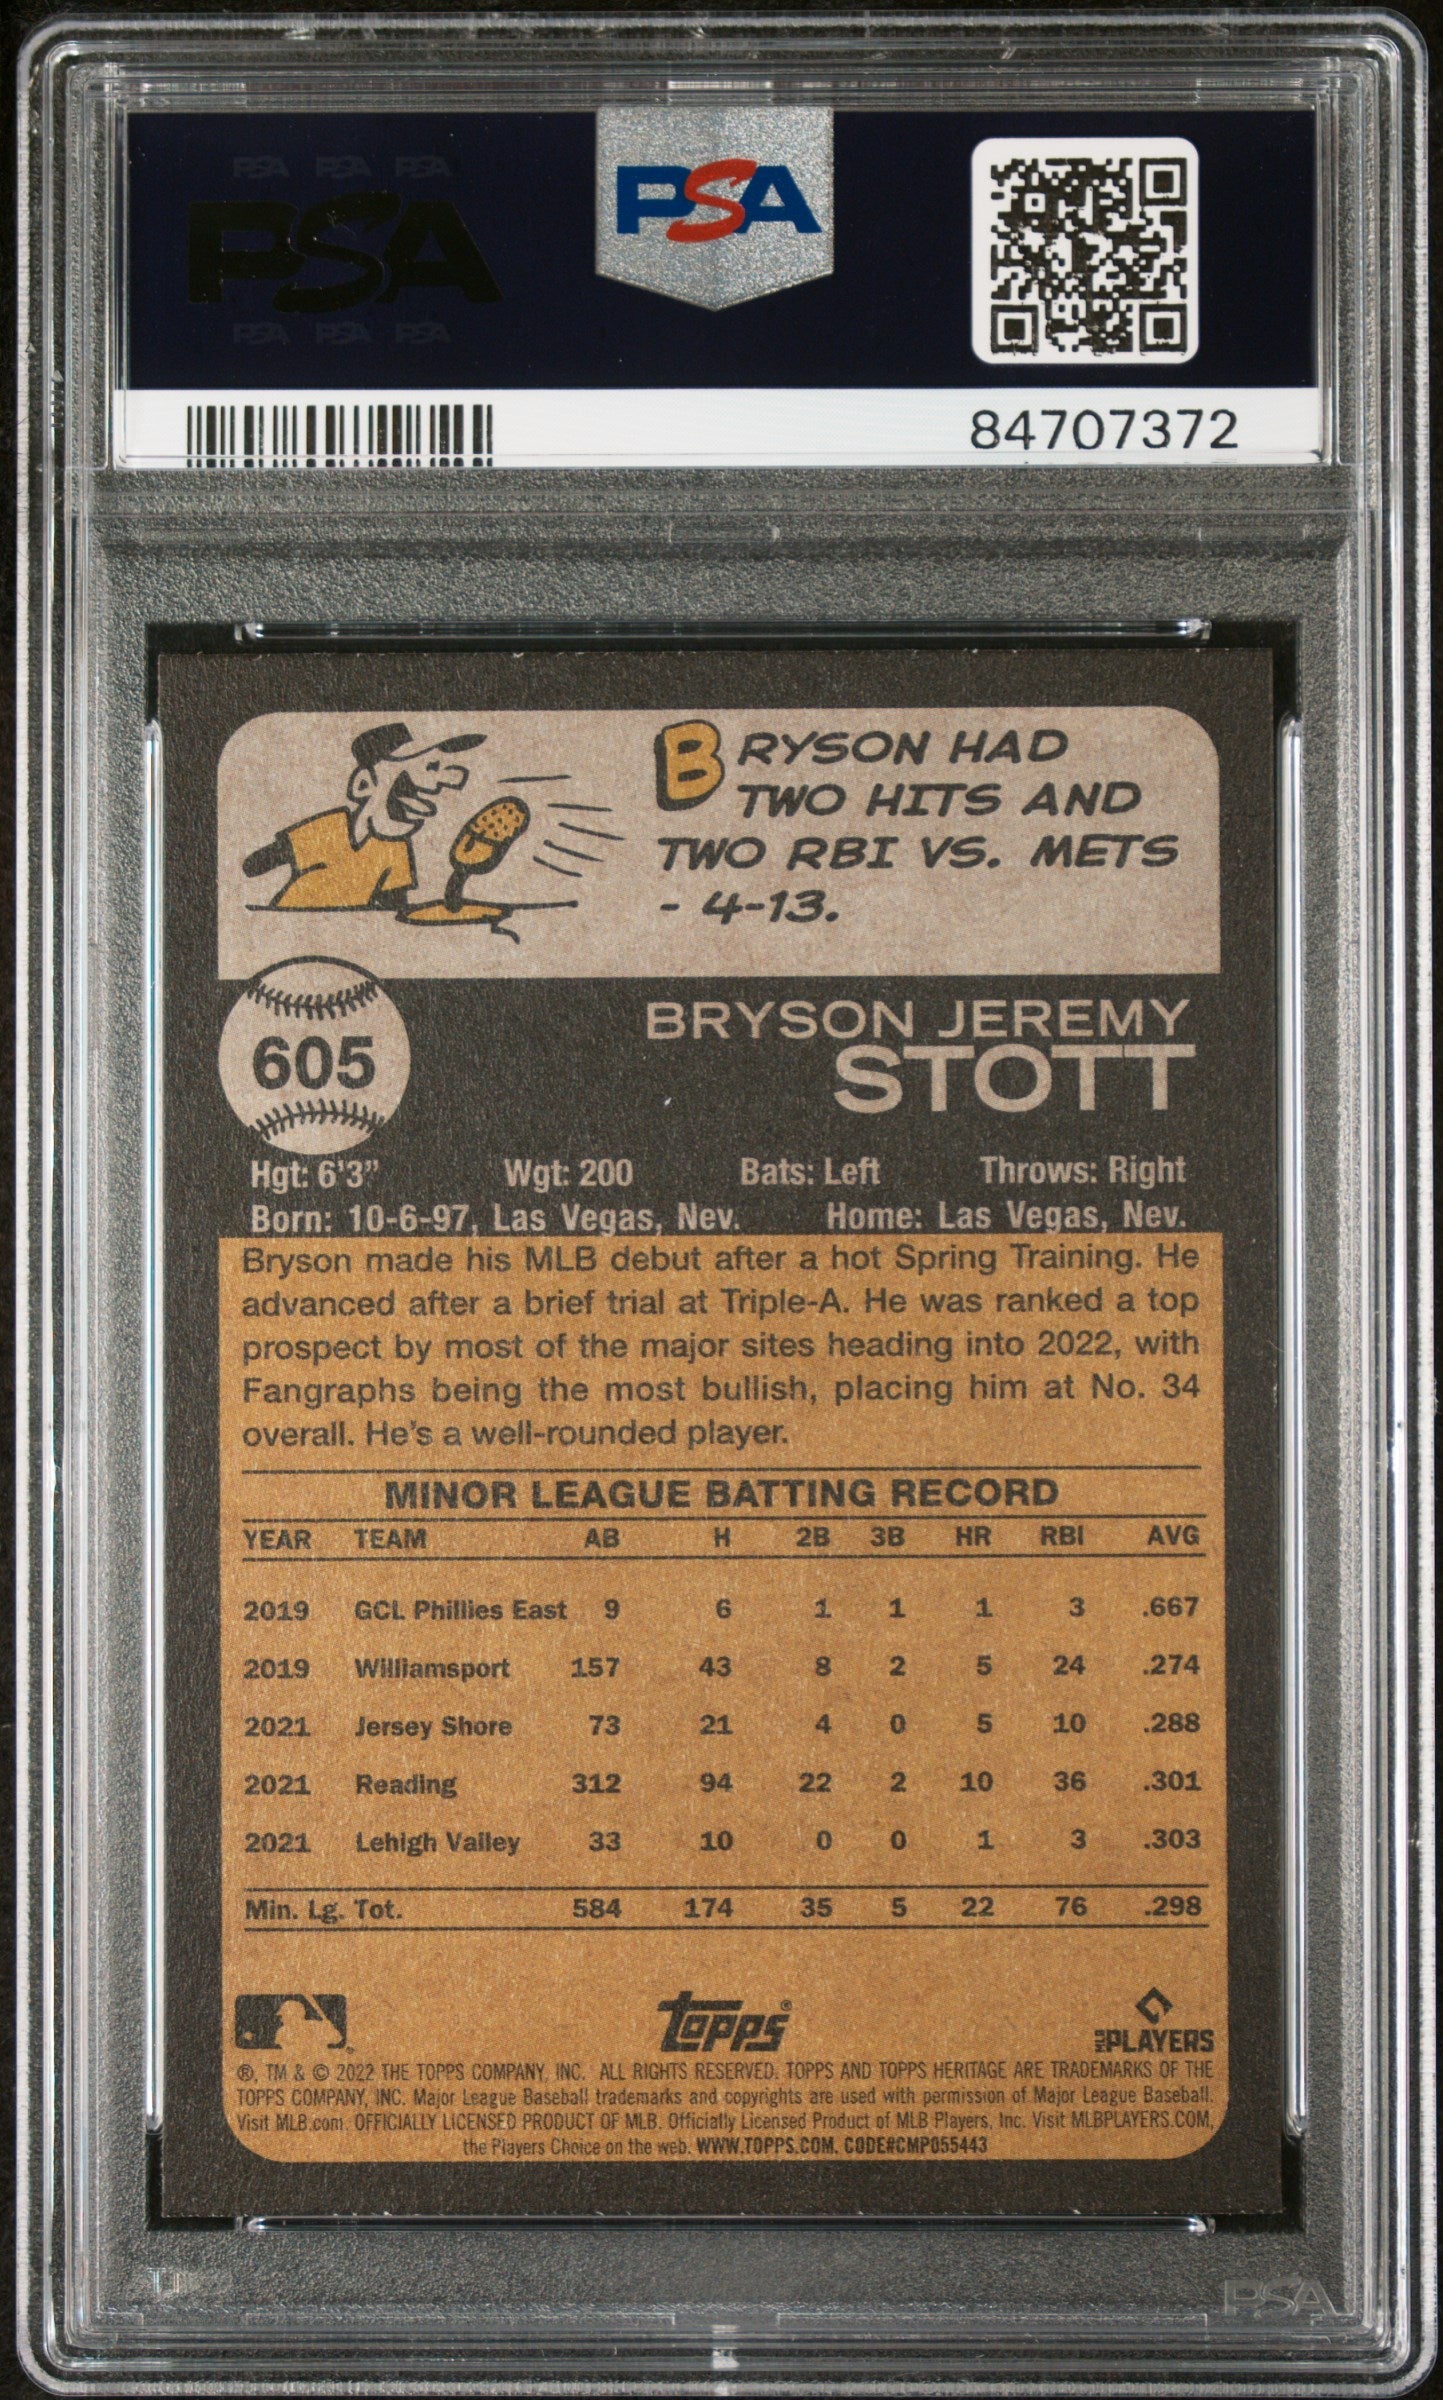 PSA PSA PSA
PSA
PSA PSA PSA
PSA
84707372
BRYSON HAD
TWO HITS AND
TWO RBI VS. METS
- 4-13.
605
BRYSON JEREMY
STOTT
Hgt: 6'3" Wgt: 200 Bats: Left Throws: Right
Born: 10-6-97, Las Vegas, Nev. Home: Las Vegas, Nev.
Bryson made his MLB debut after a hot Spring Training. He
advanced after a brief trial at Triple-A. He was ranked a top
prospect by most of the major sites heading into 2022, with
Fangraphs being the most bullish, placing him at No. 34
overall. He's a well-rounded player.
MINOR LEAGUE BATTING RECORD
YEAR TEAM AB H 2B 3B HR RBI AVG
2019 GCL Phillies East 9 6 1 1 1 3 .667
2019 Williamsport 157 43 8 2 5 24 .274
2021 Jersey Shore 73 21 4 0 5 10 .288
2021 Reading 312 94 22 2 10 36 .301
2021 Lehigh Valley 33 10 0 0 1 3 .303
Min. Lg. Tot. 584 174 35 5 22 76 .298
Topps® MLB PLAYERS
®, TM & © 2022 THE TOPPS COMPANY, INC. ALL RIGHTS RESERVED. TOPPS AND TOPPS HERITAGE ARE TRADEMARKS OF THE
TOPPS COMPANY, INC. Major League Baseball trademarks and copyrights are used with permission of Major League Baseball.
Visit MLB.com. OFFICIALLY LICENSED PRODUCT OF MLB. Officially Licensed Product of MLB Players, Inc. Visit MLBPLAYERS.COM,
the Players Choice on the web. WWW.TOPPS.COM. CODE#CMP055443
PSA